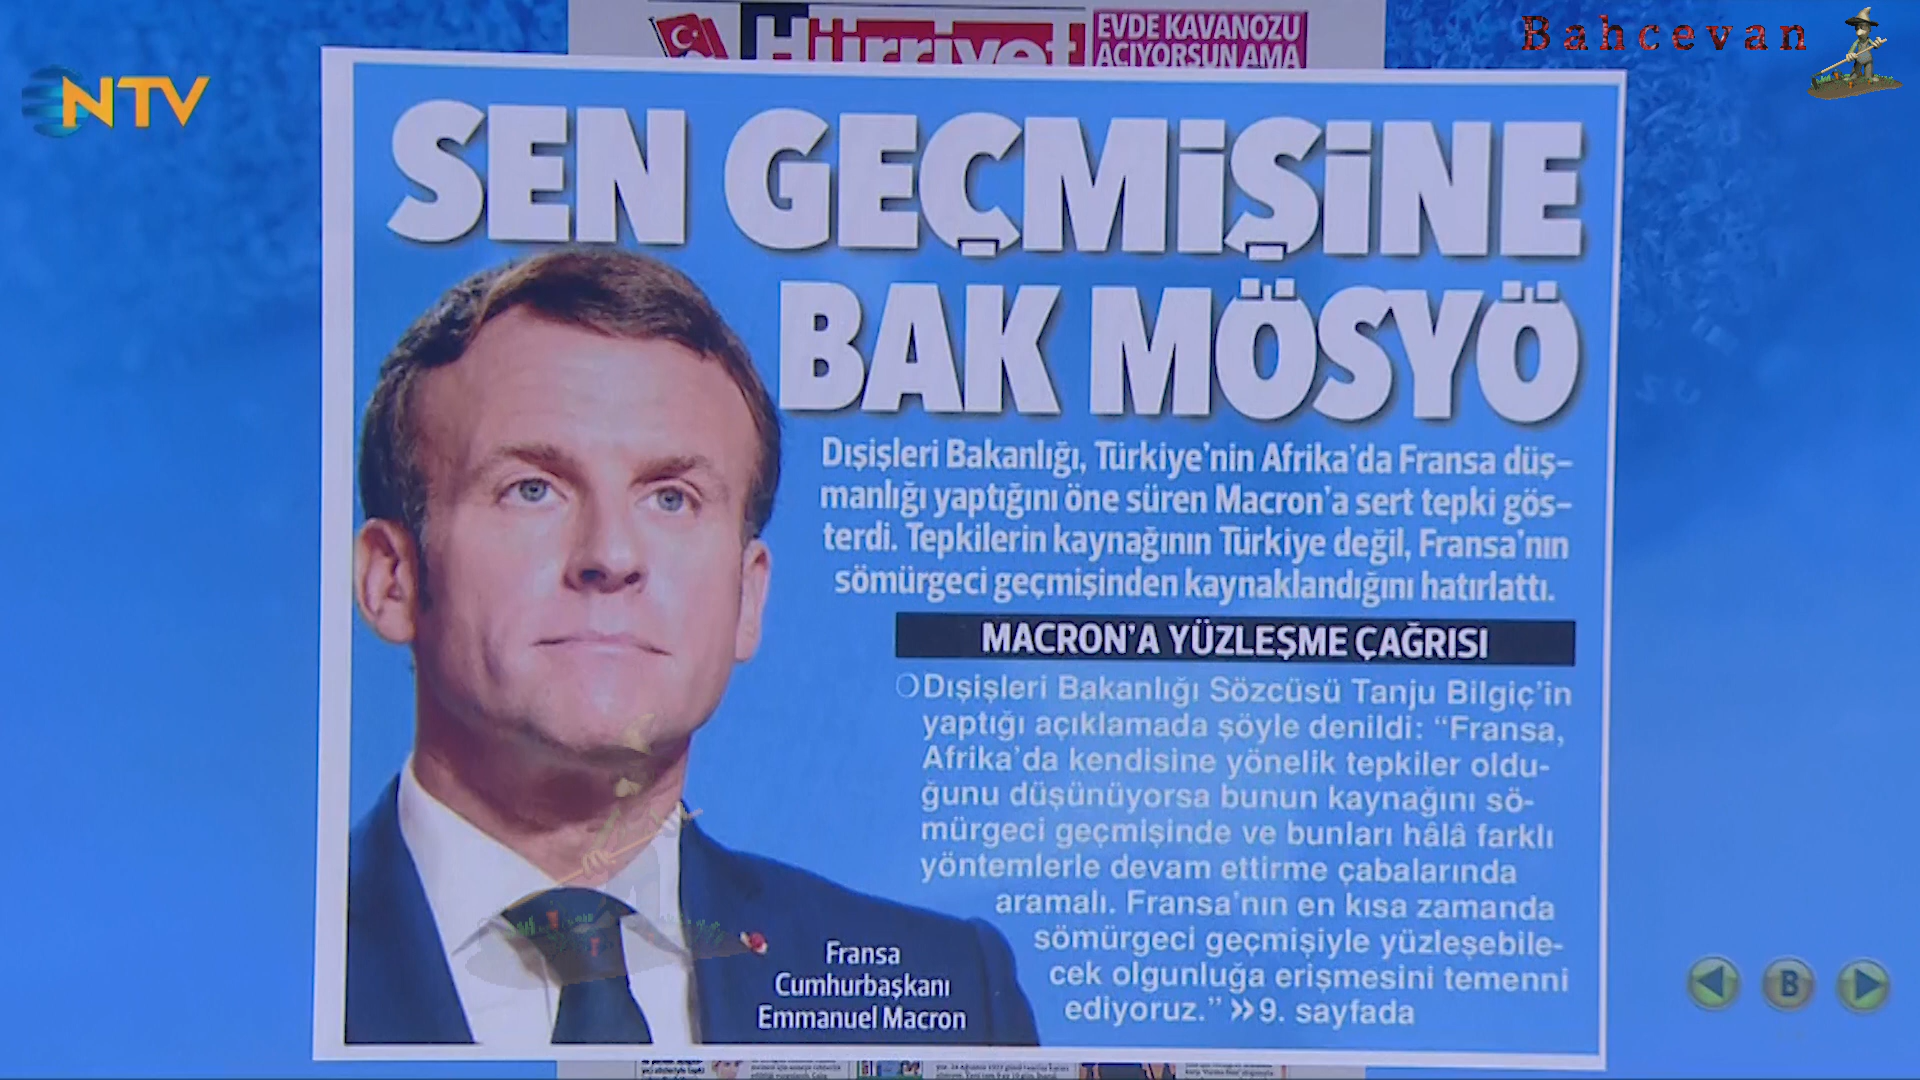 Hürriyet
EVDE KAVANOZU
AÇIYORSUN AMA
Bahcevan
NTV
SEN GEÇMİŞİNE
BAK MÖSYÖ
Dışişleri Bakanlığı, Türkiye'nin Afrika'da Fransa düş-
manlığı yaptığını öne süren Macron'a sert tepki gös-
terdi. Tepkilerin kaynağının Türkiye değil, Fransa'nın
sömürgeci geçmişinden kaynaklandığını hatırlattı.
MACRON'A YÜZLEŞME ÇAĞRISI
❍Dışişleri Bakanlığı Sözcüsü Tanju Bilgiç'in
yaptığı açıklamada şöyle denildi: “Fransa,
Afrika'da kendisine yönelik tepkiler oldu-
ğunu düşünüyorsa bunun kaynağını sö-
mürgeci geçmişinde ve bunları hâlâ farklı
yöntemlerle devam ettirme çabalarında
aramalı. Fransa'nın en kısa zamanda
sömürgeci geçmişiyle yüzleşebile-
cek olgunluğa erişmesini temenni
ediyoruz.” »9. sayfada
Fransa
Cumhurbaşkanı
Emmanuel Macron
B